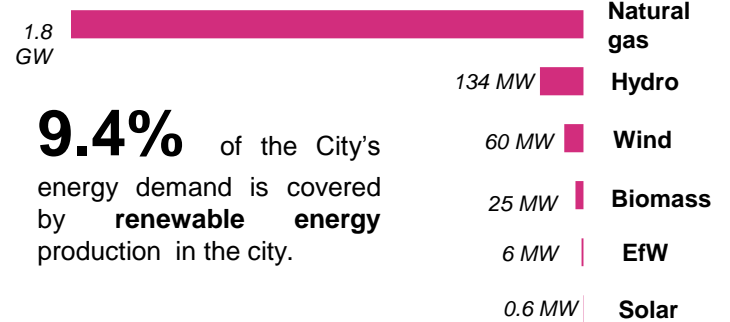 1.8
GW
Natural
gas
134 MW Hydro
60 MW Wind
25 MW Biomass
6 MW EfW
0.6 MW Solar
9.4% of the City's
energy demand is covered
by renewable energy
production in the city.